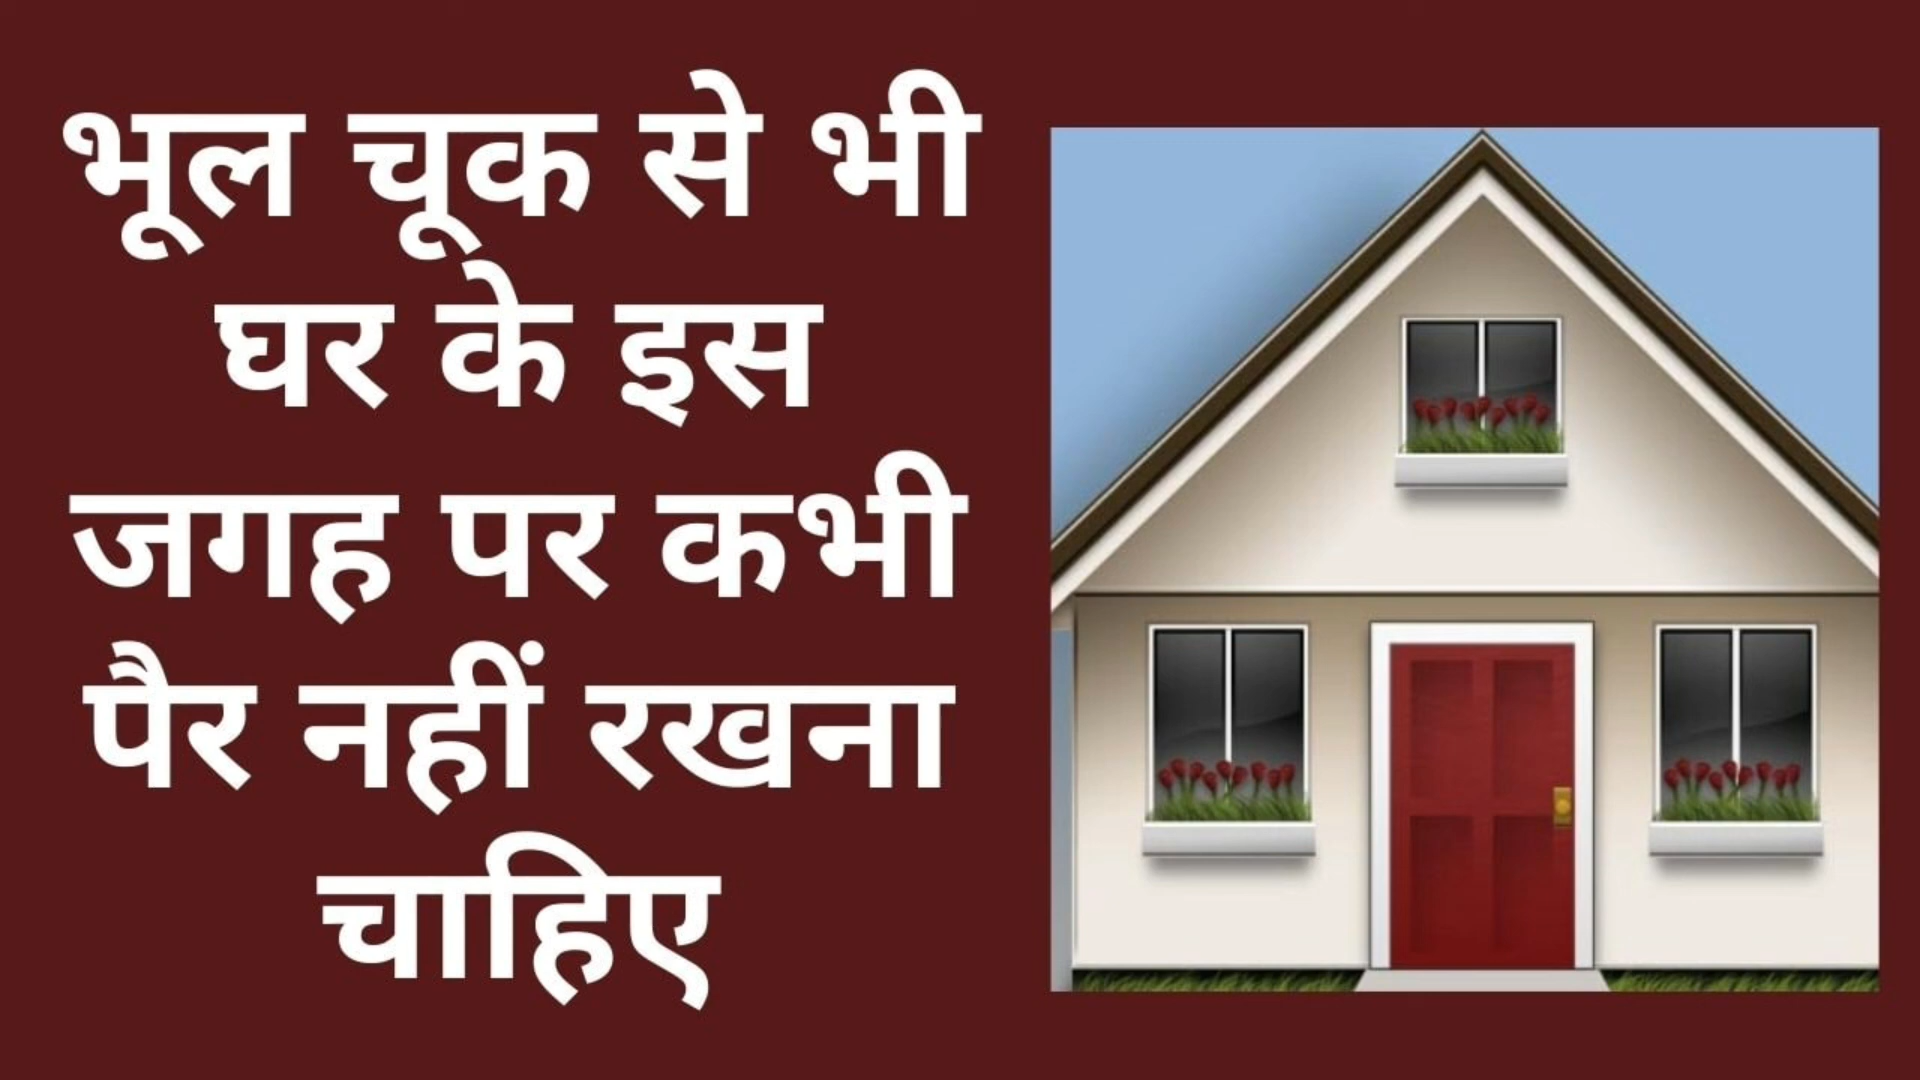 भूल चूक से भी
घर के इस
जगह पर कभी
पैर नहीं रखना
चाहिए